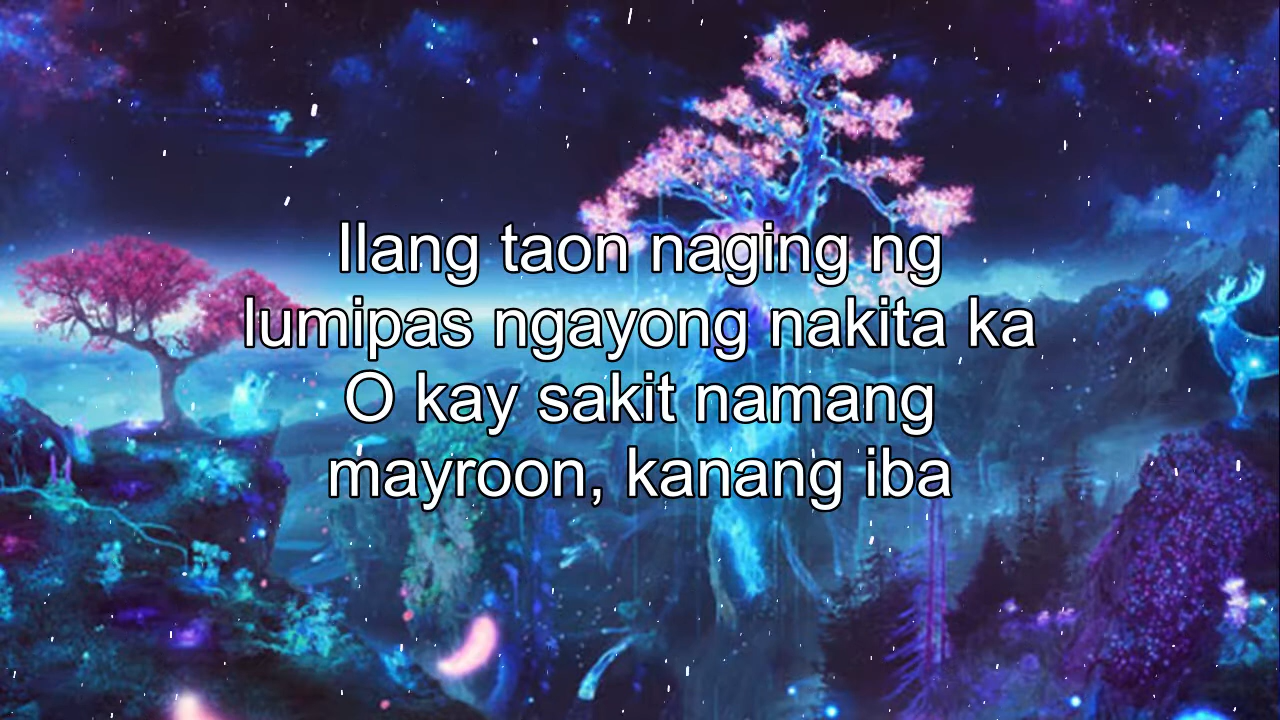 Ilang taon naging ng
lumipas ngayong nakita ka
O kay sakit namang
mayroon, kanang iba